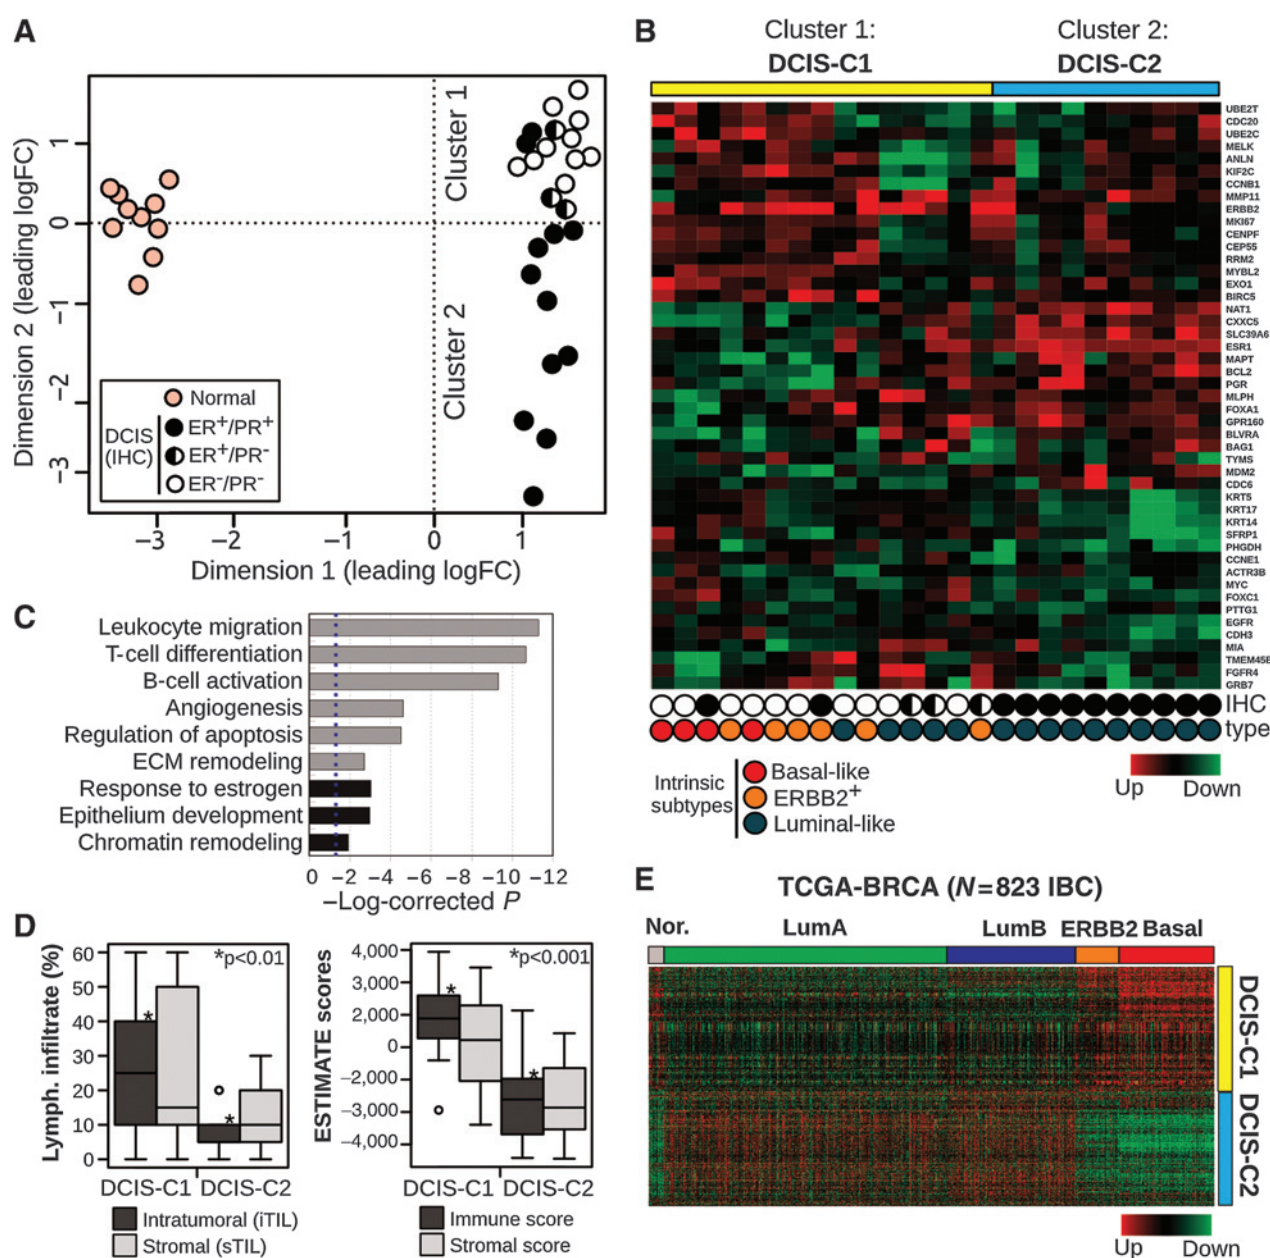 A
Dimension 2 (leading logFC)
1
0
−1
−2
−3
Cluster 1
Cluster 2
Normal
DCIS
(IHC)
ER+/PR+
ER+/PR-
ER-/PR-
−3
−2
−1
0
1
Dimension 1 (leading logFC)
B
Cluster 1:
DCIS-C1
Cluster 2:
DCIS-C2
UBE2T
CDC20
UBE2C
MELK
ANLN
KIF2C
CCNB1
MMP11
ERBB2
MKI67
CENPF
CEP55
RRM2
MYBL2
EXO1
BIRC5
NAT1
CXXC5
SLC39A6
ESR1
MAPT
BCL2
PGR
MLPH
FOXA1
GPR160
BLVRA
BAG1
TYMS
MDM2
CDC6
KRT5
KRT17
KRT14
SFRP1
PHGDH
CCNE1
ACTR3B
MYC
FOXC1
PTTG1
EGFR
CDH3
MIA
TMEM45B
FGFR4
GRB7
IHC
type
Intrinsic
subtypes
Basal-like
ERBB2+
Luminal-like
Up
Down
C
Leukocyte migration
T-cell differentiation
B-cell activation
Angiogenesis
Regulation of apoptosis
ECM remodeling
Response to estrogen
Epithelium development
Chromatin remodeling
0 −2 −4 −6 −8 −10 −12
−Log-corrected P
D
Lymph. infiltrate (%)
60
50
40
30
20
10
0
*p<0.01
*
*
DCIS-C1 DCIS-C2
Intratumoral (iTIL)
Stromal (sTIL)
ESTIMATE scores
4,000
3,000
2,000
0
−2,000
−3,000
−4,000
*p<0.001
*
*
DCIS-C1 DCIS-C2
Immune score
Stromal score
E
TCGA-BRCA (N=823 IBC)
Nor.
LumA
LumB
ERBB2
Basal
DCIS-C1
DCIS-C2
Up
Down